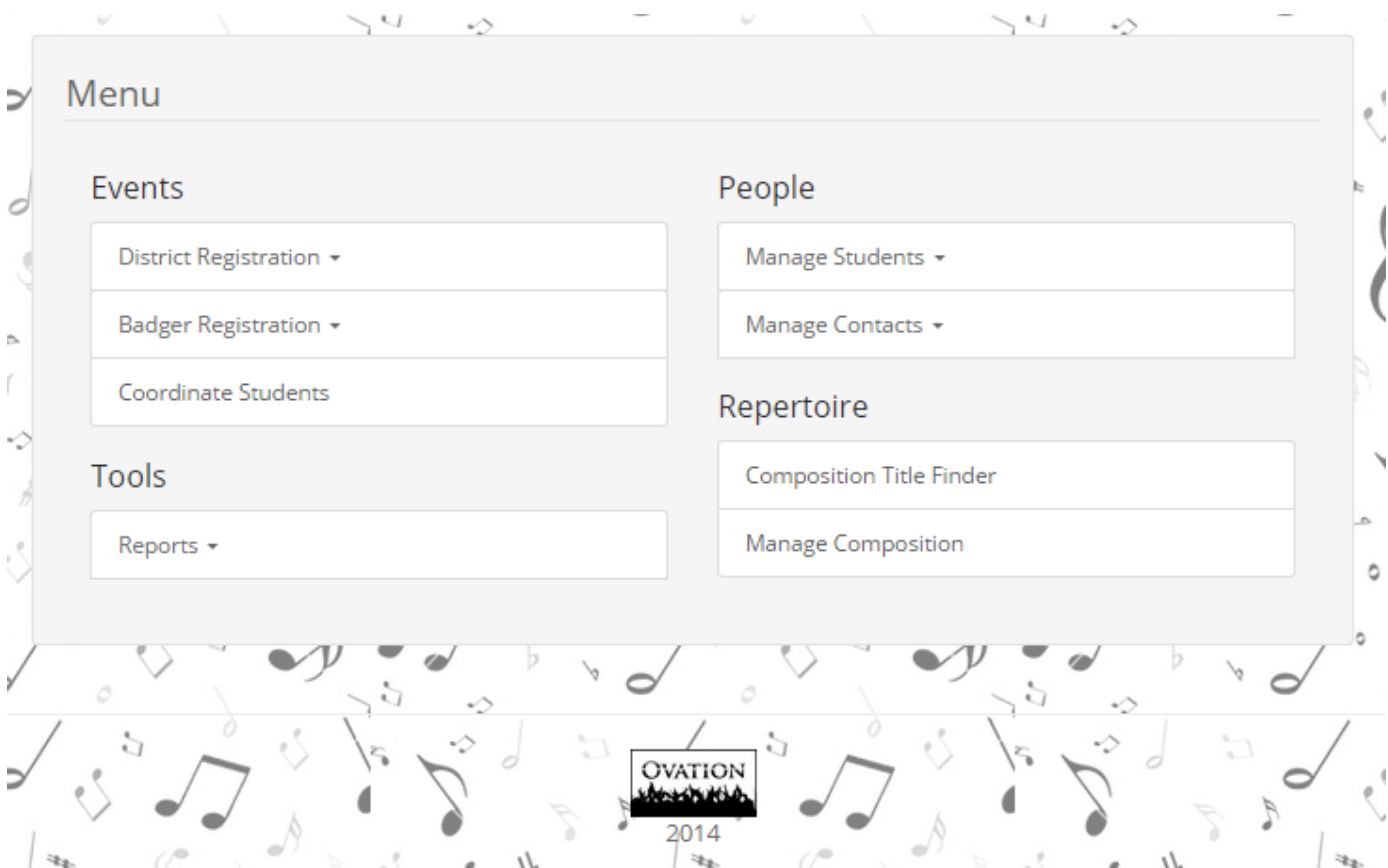 Menu
Events
District Registration
Badger Registration
Coordinate Students
Tools
Reports
People
Manage Students
Manage Contacts
Repertoire
Composition Title Finder
Manage Composition
OVATION
2014